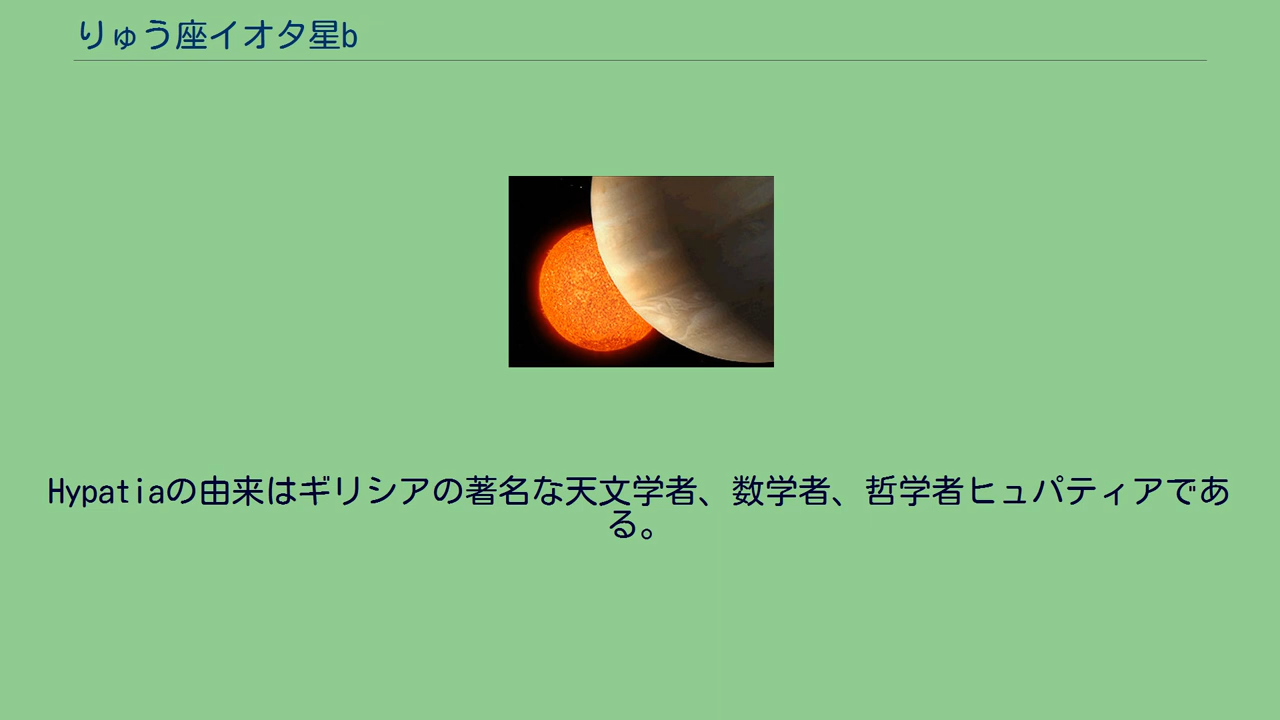 りゅう座イオタ星b
Hypatiaの由来はギリシアの著名な天文学者、数学者、哲学者ヒュパティアであ
る。